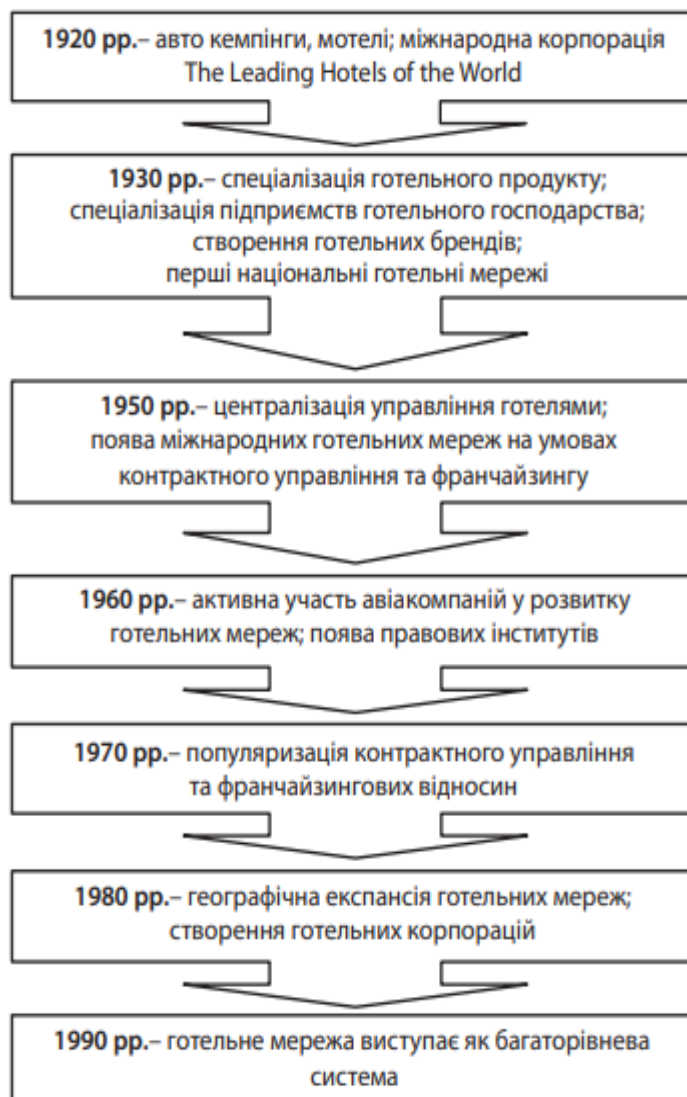 1920 рр.– авто кемпінги, мотелі; міжнародна корпорація
The Leading Hotels of the World
1930 рр.– спеціалізація готельного продукту;
спеціалізація підприємств готельного господарства;
створення готельних брендів;
перші національні готельні мережі
1950 рр.– централізація управління готелями;
поява міжнародних готельних мереж на умовах
контрактного управління та франчайзингу
1960 рр.– активна участь авіакомпаній у розвитку
готельних мереж; поява правових інститутів
1970 рр.– популяризація контрактного управління
та франчайзингових відносин
1980 рр.– географічна експансія готельних мереж;
створення готельних корпорацій
1990 рр.– готельне мережа виступає як багаторівнева
система